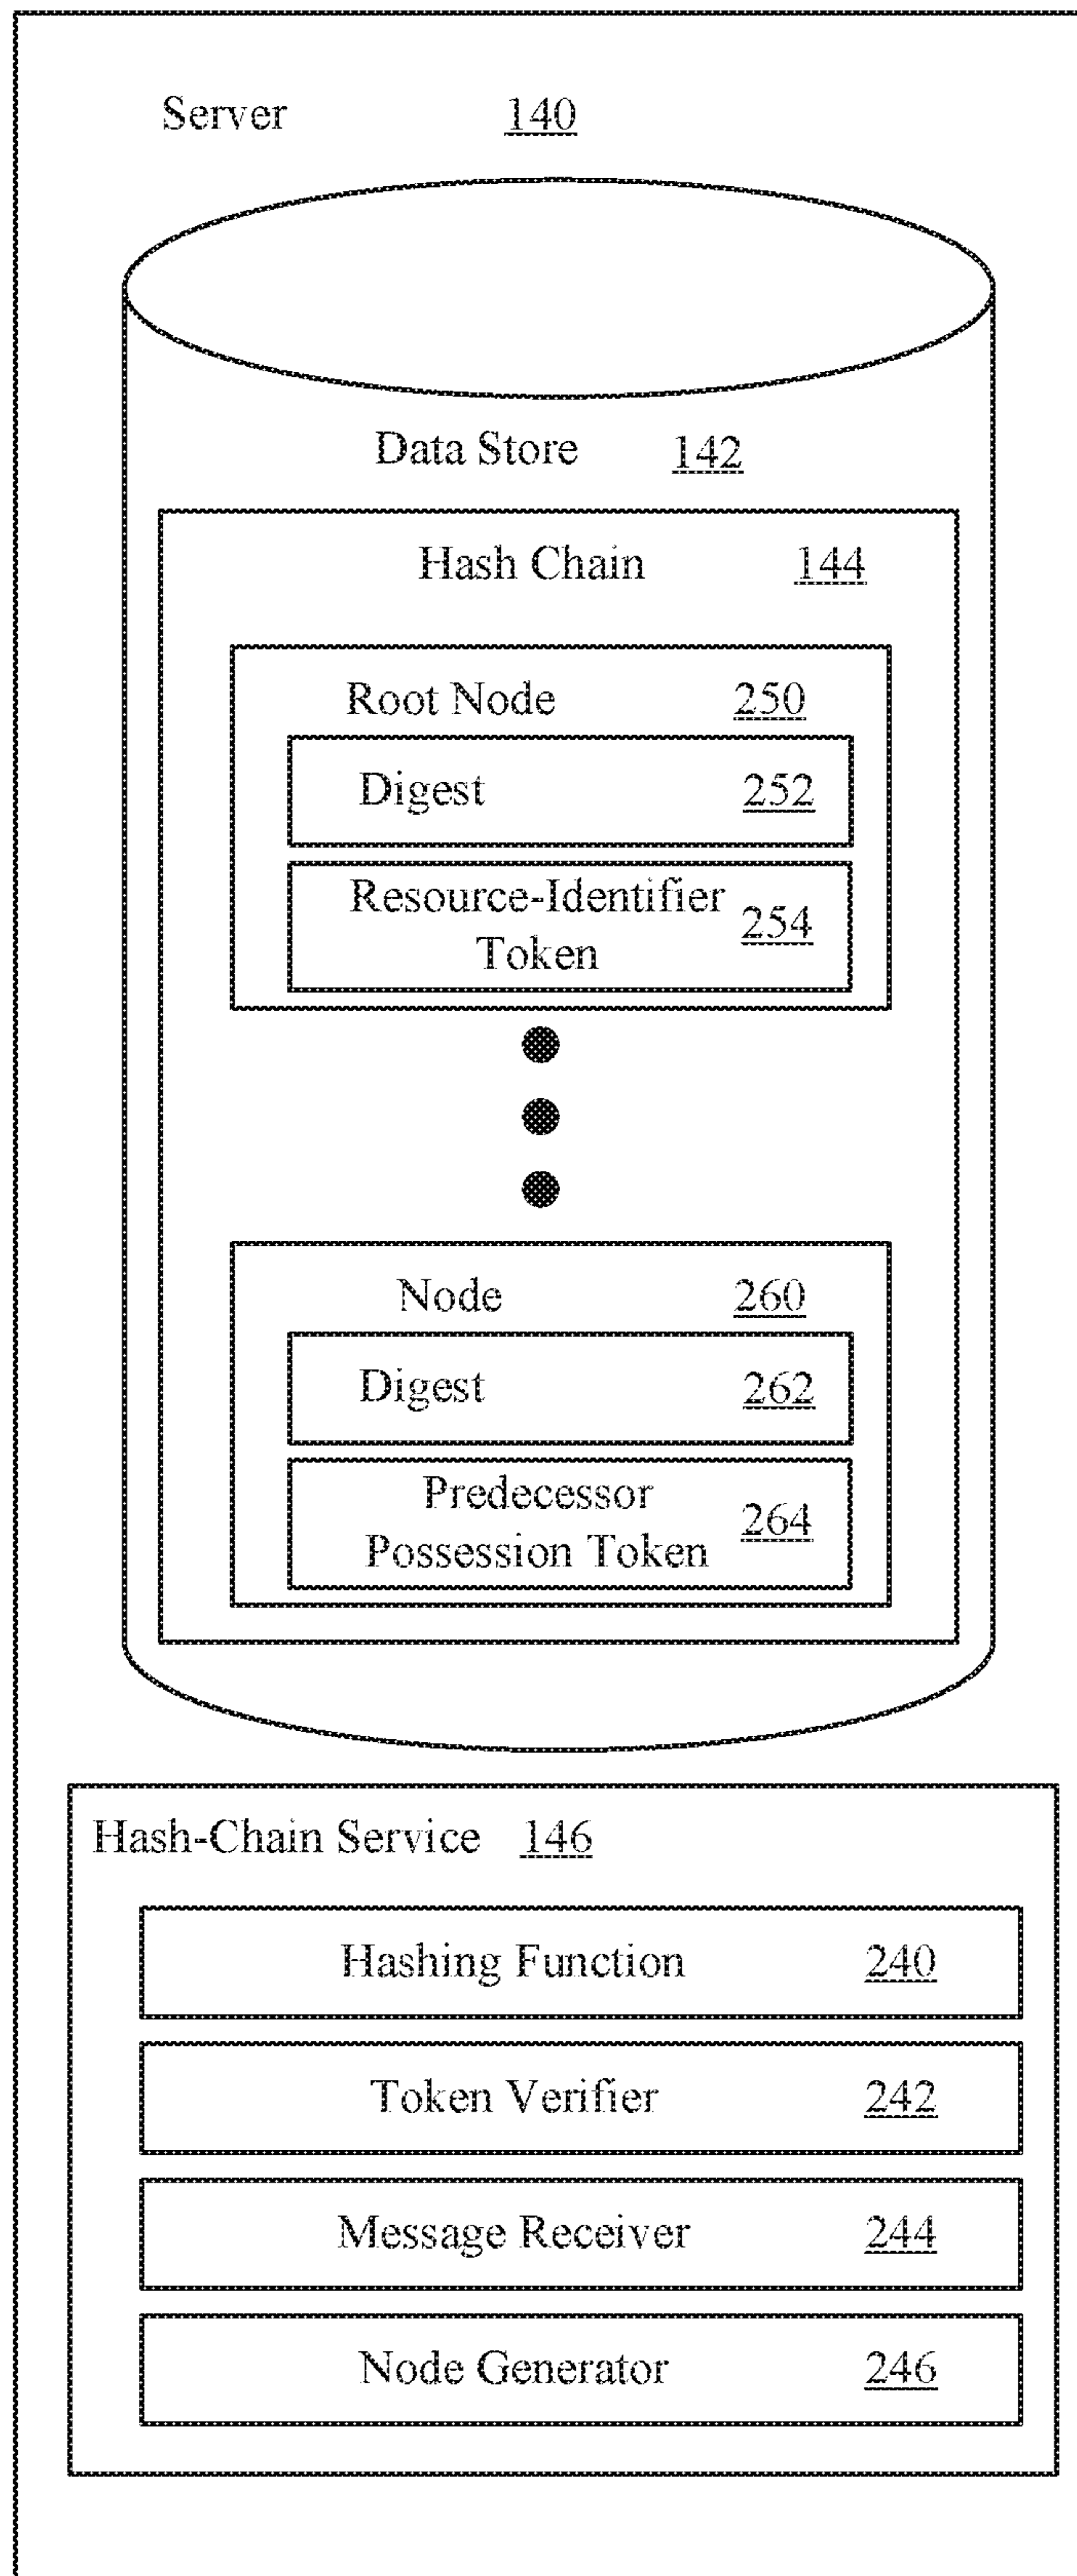 Server 140
Data Store 142
Hash Chain 144
Root Node 250
Digest 252
Resource-Identifier
Token 254
Node 260
Digest 262
Predecessor
Possession Token 264
Hash-Chain Service 146
Hashing Function 240
Token Verifier 242
Message Receiver 244
Node Generator 246